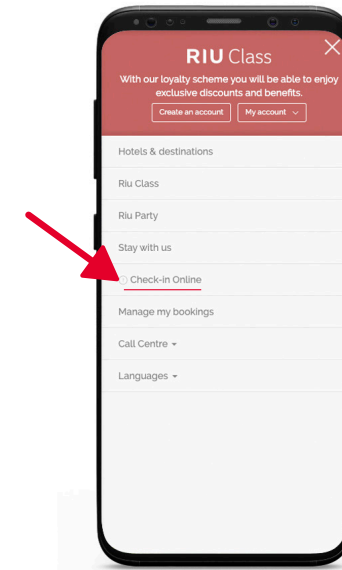 RIU Class
With our loyalty scheme you will be able to enjoy
exclusive discounts and benefits.
Create an account My account
Hotels & destinations
Riu Class
Riu Party
Stay with us
Check-in Online
Manage my bookings
Call Centre
Languages